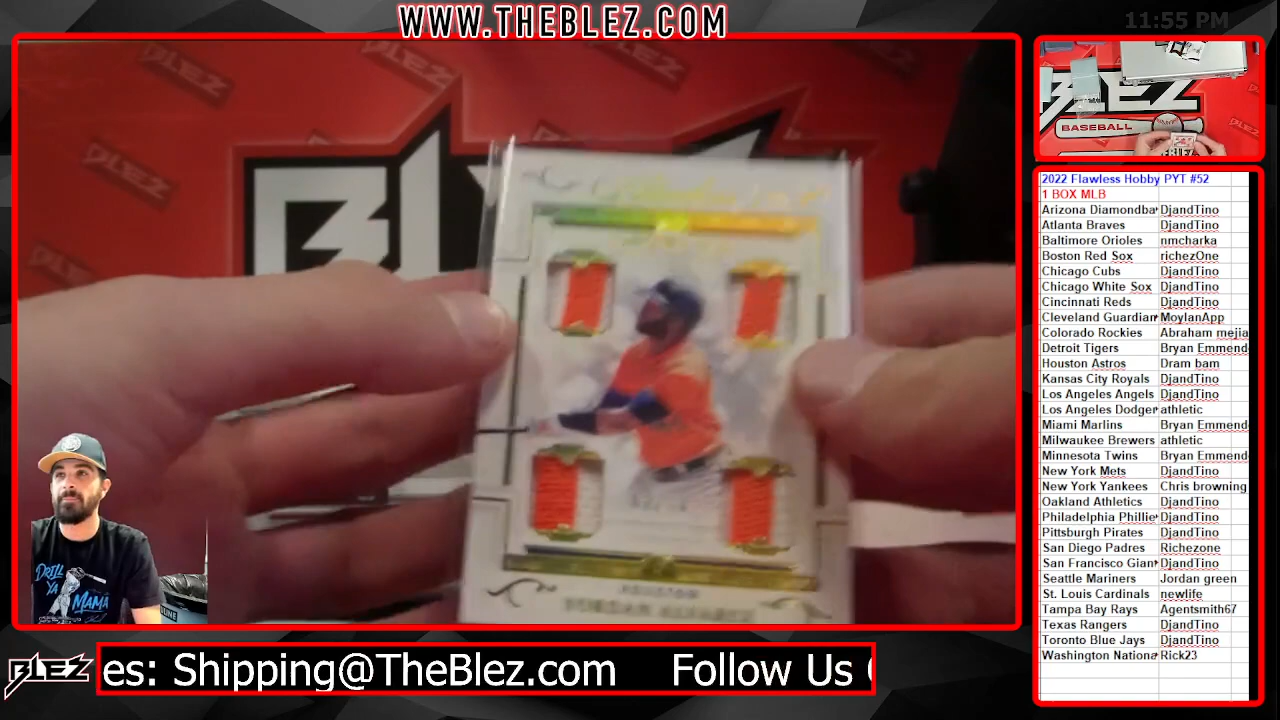 WWW.THEBLEZ.COM
11:55 PM
BLEZ
BASEBALL
BLEZ
2022 Flawless Hobby PYT #52
1 BOX MLB
Arizona Diamondba DjandTino
Atlanta Braves DjandTino
Baltimore Orioles nmcharka
Boston Red Sox richezOne
Chicago Cubs DjandTino
Chicago White Sox DjandTino
Cincinnati Reds DjandTino
Cleveland Guardian MoylanApp
Colorado Rockies Abraham mejia
Detroit Tigers Bryan Emmend
Houston Astros Dram bam
Kansas City Royals DjandTino
Los Angeles Angels DjandTino
Los Angeles Dodger athletic
Miami Marlins Bryan Emmend
Milwaukee Brewers athletic
Minnesota Twins Bryan Emmend
New York Mets DjandTino
New York Yankees Chris browning
Oakland Athletics DjandTino
Philadelphia Phillie DjandTino
Pittsburgh Pirates DjandTino
San Diego Padres Richezone
San Francisco Gian DjandTino
Seattle Mariners Jordan green
St. Louis Cardinals newlife
Tampa Bay Rays Agentsmith67
Texas Rangers DjandTino
Toronto Blue Jays DjandTino
Washington Nationa Rick23
HOUSTON
DRILL
YA
MAMA
BLEZ
es: Shipping@TheBlez.com Follow Us